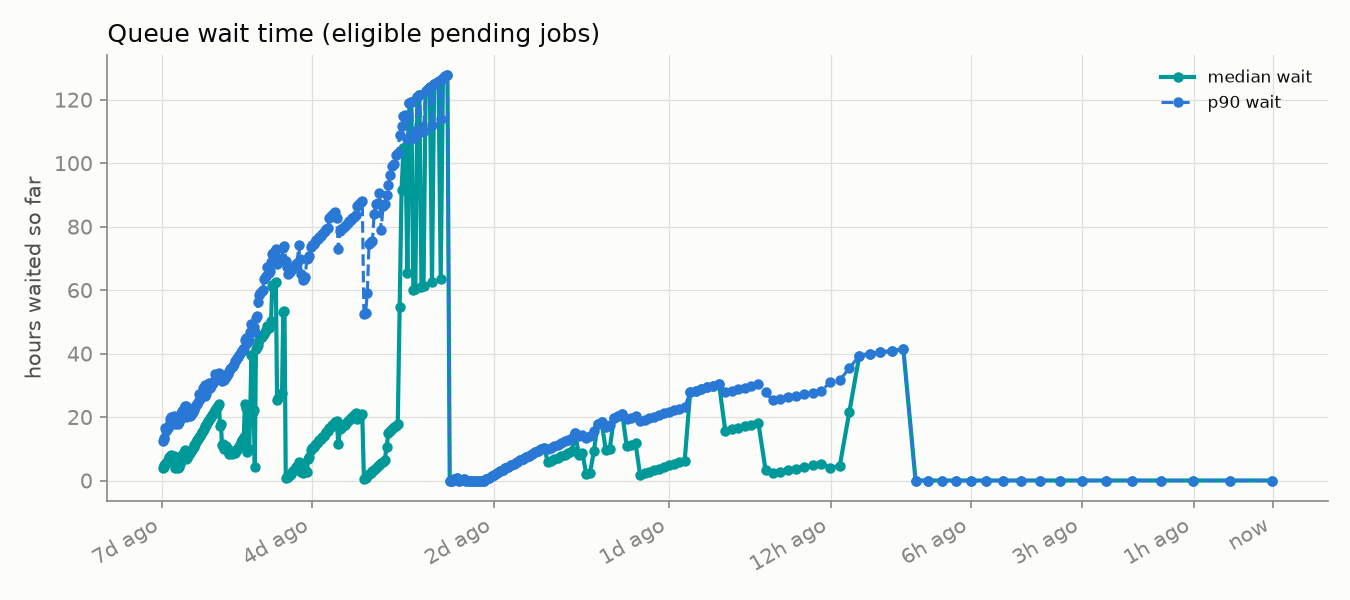 Queue wait time (eligible pending jobs)
median wait
p90 wait
hours waited so far
120
100
80
60
40
20
0
7d ago
4d ago
2d ago
1d ago
12h ago
6h ago
3h ago
1h ago
now